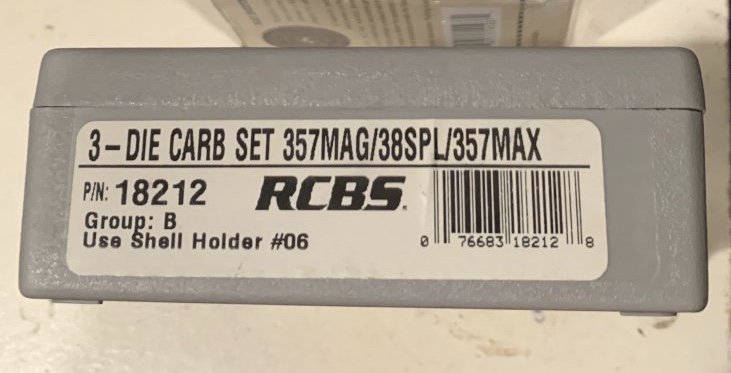 3-DIE CARB SET 357MAG/38SPL/357MAX
P/N: 18212 RCBS.
Group: B
Use Shell Holder #06
0 76683 18212 8